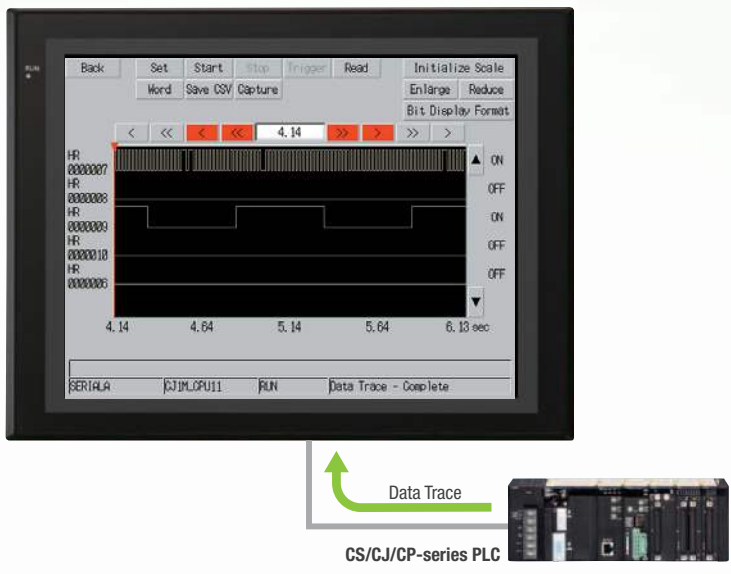 RUN
Back Set Start Stop Trigger Read Initialize Scale
Word Save CSV Capture Enlarge Reduce
Bit Display Format
< << < << 4.14 >> > >> >
HR
0000007 ON
HR
0000008 OFF
HR
0000009 ON
HR
0000010 OFF
HR
0000006 OFF
4.14 4.64 5.14 5.64 6.13 sec
SERIALA CJ1M_CPU11 RUN Data Trace - Complete
Data Trace
CS/CJ/CP-series PLC